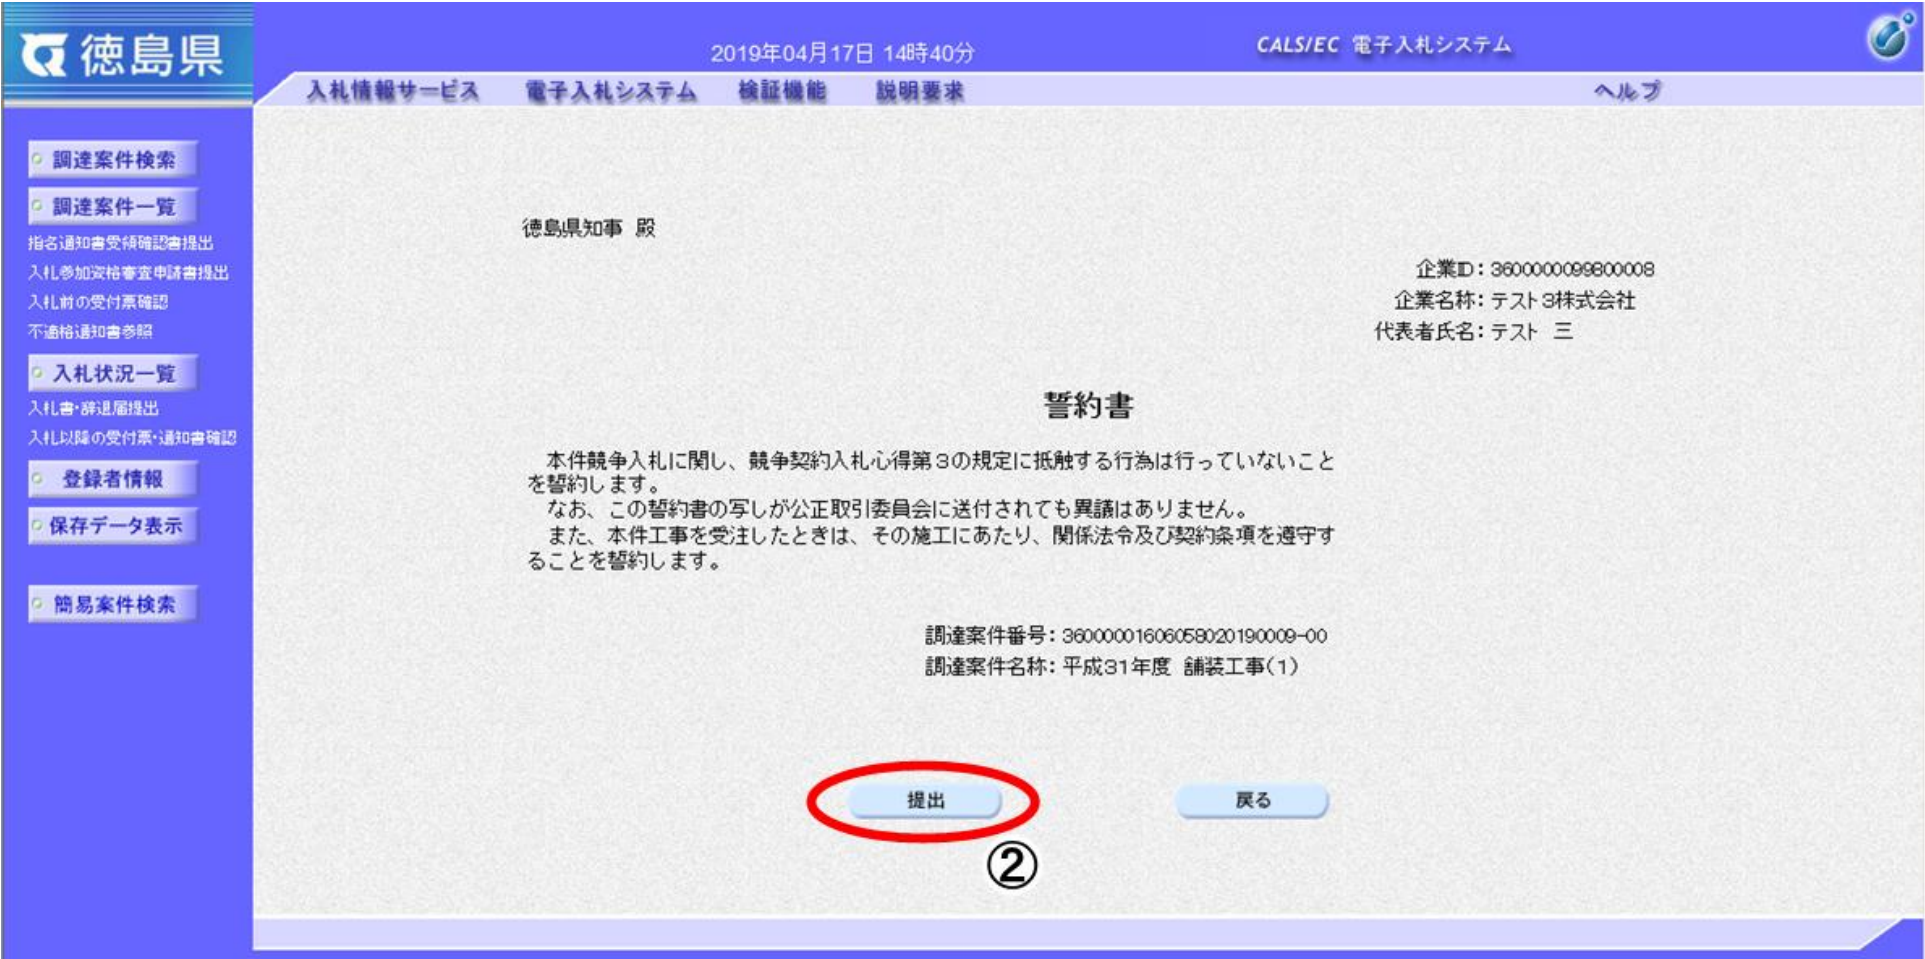 徳島県
2019年04月17日 14時40分
CALS/EC 電子入札システム
入札情報サービス 電子入札システム 検証機能 説明要求 ヘルプ
調達案件検索
調達案件一覧
指名通知書受領確認書提出
入札参加資格審査申請書提出
入札前の受付票確認
不適格通知書参照
入札状況一覧
入札書・辞退届提出
入札以降の受付票・通知書確認
登録者情報
保存データ表示
簡易案件検索
徳島県知事 殿
企業ID:3600000099800008
企業名称:テスト3株式会社
代表者氏名:テスト 三
誓約書
本件競争入札に関し、競争契約入札心得第3の規定に抵触する行為は行っていないこと
を誓約します。
なお、この誓約書の写しが公正取引委員会に送付されても異議はありません。
また、本件工事を受注したときは、その施工にあたり、関係法令及び契約条項を遵守す
ることを誓約します。
調達案件番号:3600000160605802019​0009-00
調達案件名称:平成31年度 舗装工事(1)
提出 戻る
②